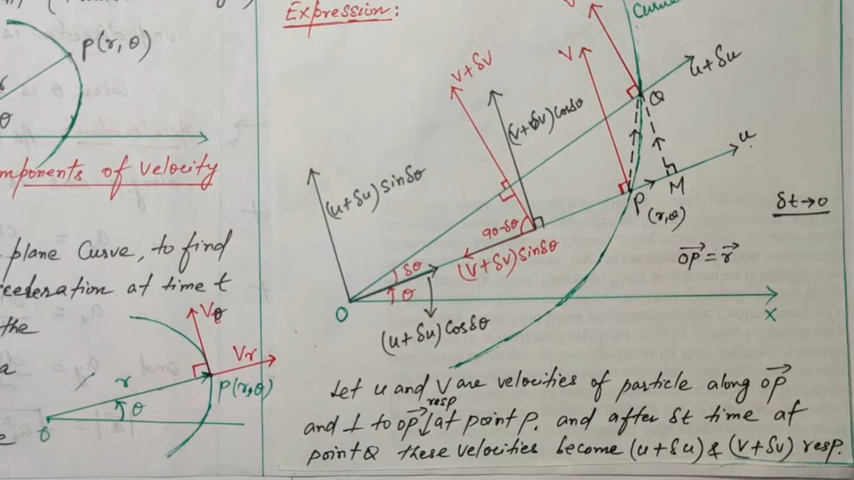 P(r,θ)
θ
mponents of velocity
plane Curve, to find
cceleration at time t
the
a
Vθ
Vr
r
P(r,θ)
θ
O
Expression:
Curve
V
V+δV
(V+δV)cosδθ
u+δu
Q
u
(u+δu)sinδθ
90-δθ
P
M
(r,θ)
δt→0
δθ
θ
(V+δV)Sinδθ
OP⃗ = r⃗
O
X
(u+δu)Cosδθ
Let u and V are velocities of particle along OP⃗
and ⊥ to OP⃗ resp at point P. and after δt time at
point Q these velocities become (u+δu) & (V+δV) resp.